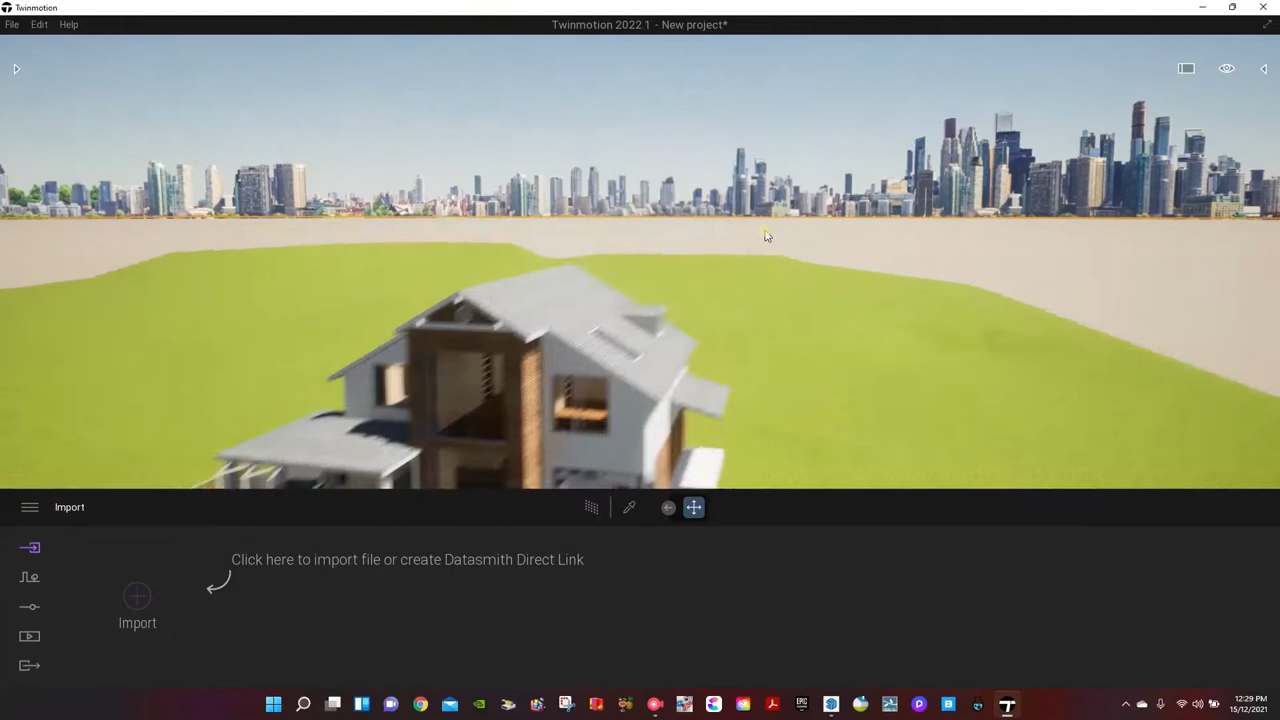 Twinmotion
File Edit Help
Twinmotion 2022.1 - New project*
Import
Click here to import file or create Datasmith Direct Link
Import
12:29 PM
15/12/2021